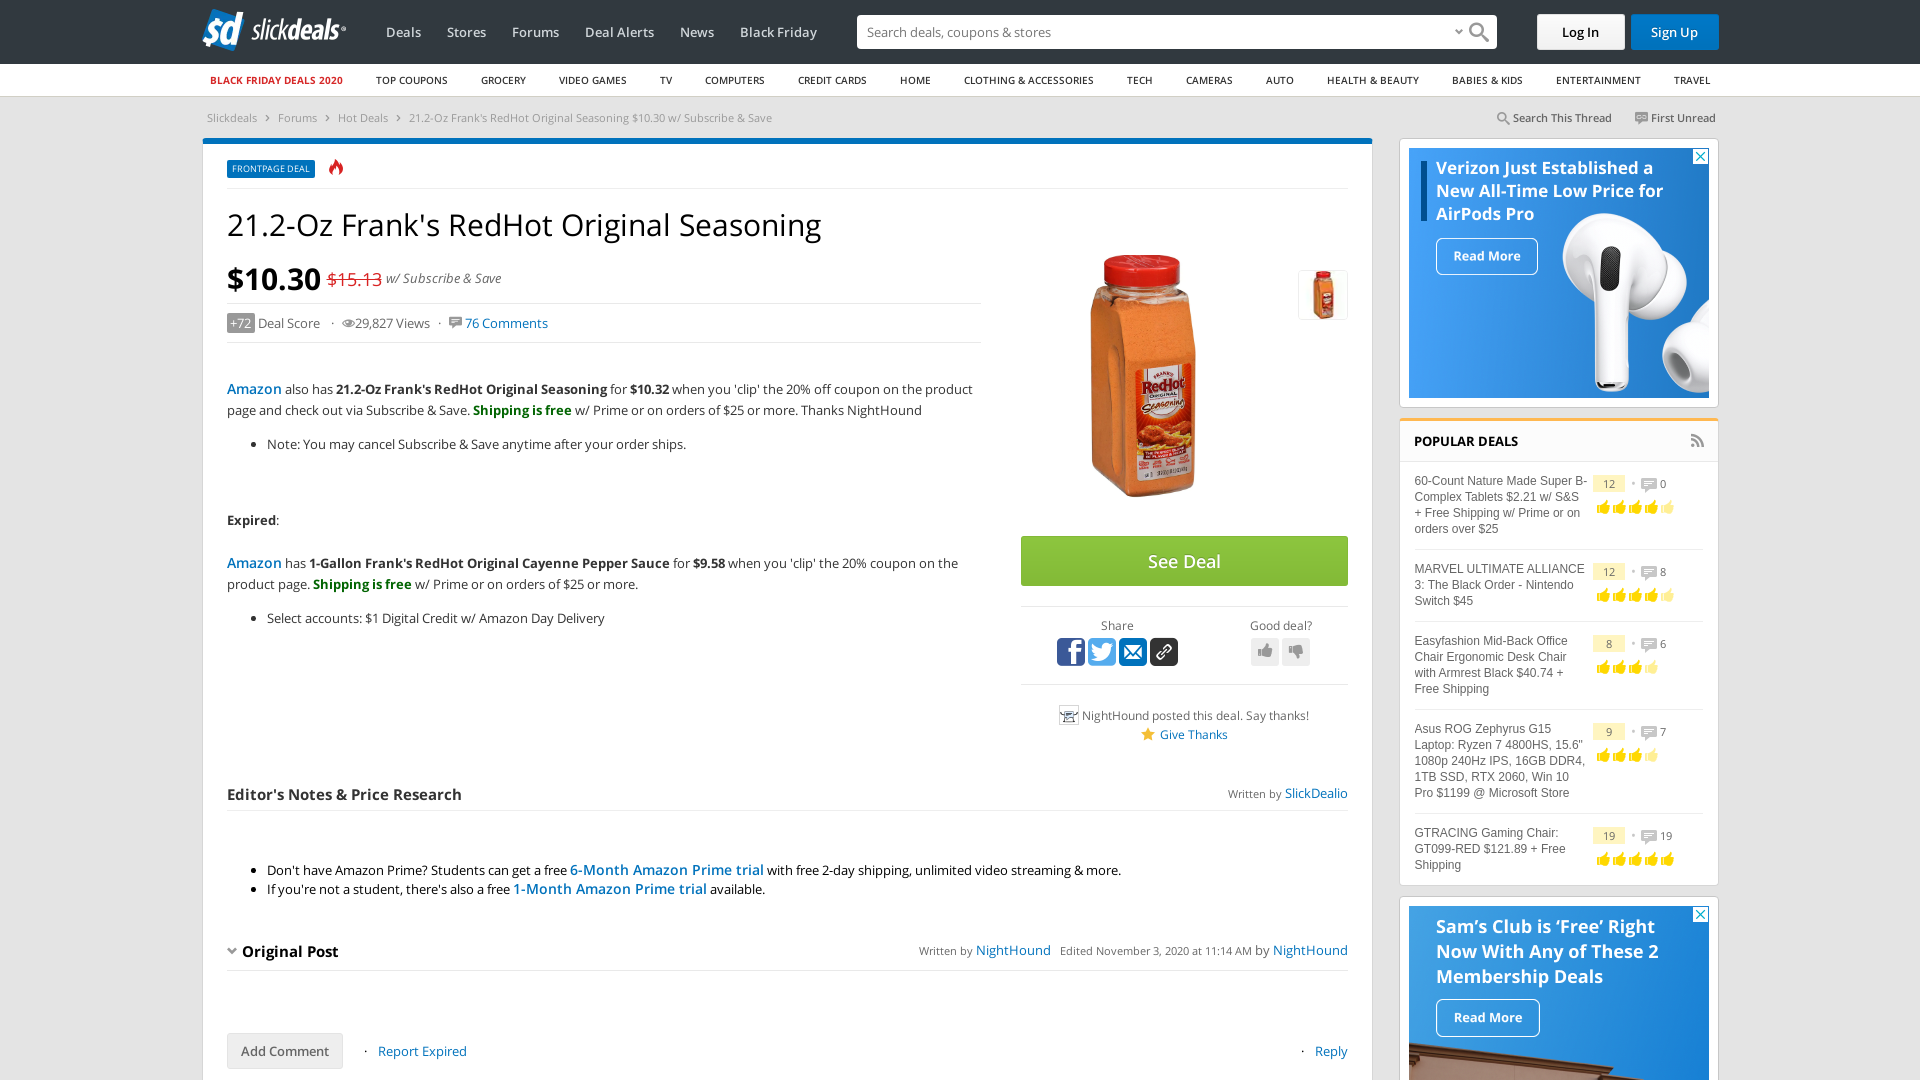 sd slickdeals
Deals Stores Forums Deal Alerts News Black Friday
Search deals, coupons & stores
Log In
Sign Up
BLACK FRIDAY DEALS 2020 TOP COUPONS GROCERY VIDEO GAMES TV COMPUTERS CREDIT CARDS HOME CLOTHING & ACCESSORIES TECH CAMERAS AUTO HEALTH & BEAUTY BABIES & KIDS ENTERTAINMENT TRAVEL
Slickdeals › Forums › Hot Deals › 21.2-Oz Frank's RedHot Original Seasoning $10.30 w/ Subscribe & Save
Search This Thread First Unread
FRONTPAGE DEAL
21.2-Oz Frank's RedHot Original Seasoning
$10.30 $15.13 w/ Subscribe & Save
+72 Deal Score · 29,827 Views · 76 Comments
Amazon also has 21.2-Oz Frank's RedHot Original Seasoning for $10.32 when you 'clip' the 20% off coupon on the product
page and check out via Subscribe & Save. Shipping is free w/ Prime or on orders of $25 or more. Thanks NightHound
• Note: You may cancel Subscribe & Save anytime after your order ships.
Expired:
Amazon has 1-Gallon Frank's RedHot Original Cayenne Pepper Sauce for $9.58 when you 'clip' the 20% coupon on the
product page. Shipping is free w/ Prime or on orders of $25 or more.
• Select accounts: $1 Digital Credit w/ Amazon Day Delivery
FRANK'S
RedHot
ORIGINAL
Seasoning
See Deal
Share
Good deal?
NightHound posted this deal. Say thanks!
Give Thanks
Editor's Notes & Price Research
Written by SlickDealio
• Don't have Amazon Prime? Students can get a free 6-Month Amazon Prime trial with free 2-day shipping, unlimited video streaming & more.
• If you're not a student, there's also a free 1-Month Amazon Prime trial available.
Original Post
Written by NightHound Edited November 3, 2020 at 11:14 AM by NightHound
Add Comment · Report Expired
· Reply
Verizon Just Established a
New All-Time Low Price for
AirPods Pro
Read More
POPULAR DEALS
60-Count Nature Made Super B-
Complex Tablets $2.21 w/ S&S
+ Free Shipping w/ Prime or on
orders over $25
12 • 0
MARVEL ULTIMATE ALLIANCE
3: The Black Order - Nintendo
Switch $45
12 • 8
Easyfashion Mid-Back Office
Chair Ergonomic Desk Chair
with Armrest Black $40.74 +
Free Shipping
8 • 6
Asus ROG Zephyrus G15
Laptop: Ryzen 7 4800HS, 15.6"
1080p 240Hz IPS, 16GB DDR4,
1TB SSD, RTX 2060, Win 10
Pro $1199 @ Microsoft Store
9 • 7
GTRACING Gaming Chair:
GT099-RED $121.89 + Free
Shipping
19 • 19
Sam's Club is 'Free' Right
Now With Any of These 2
Membership Deals
Read More